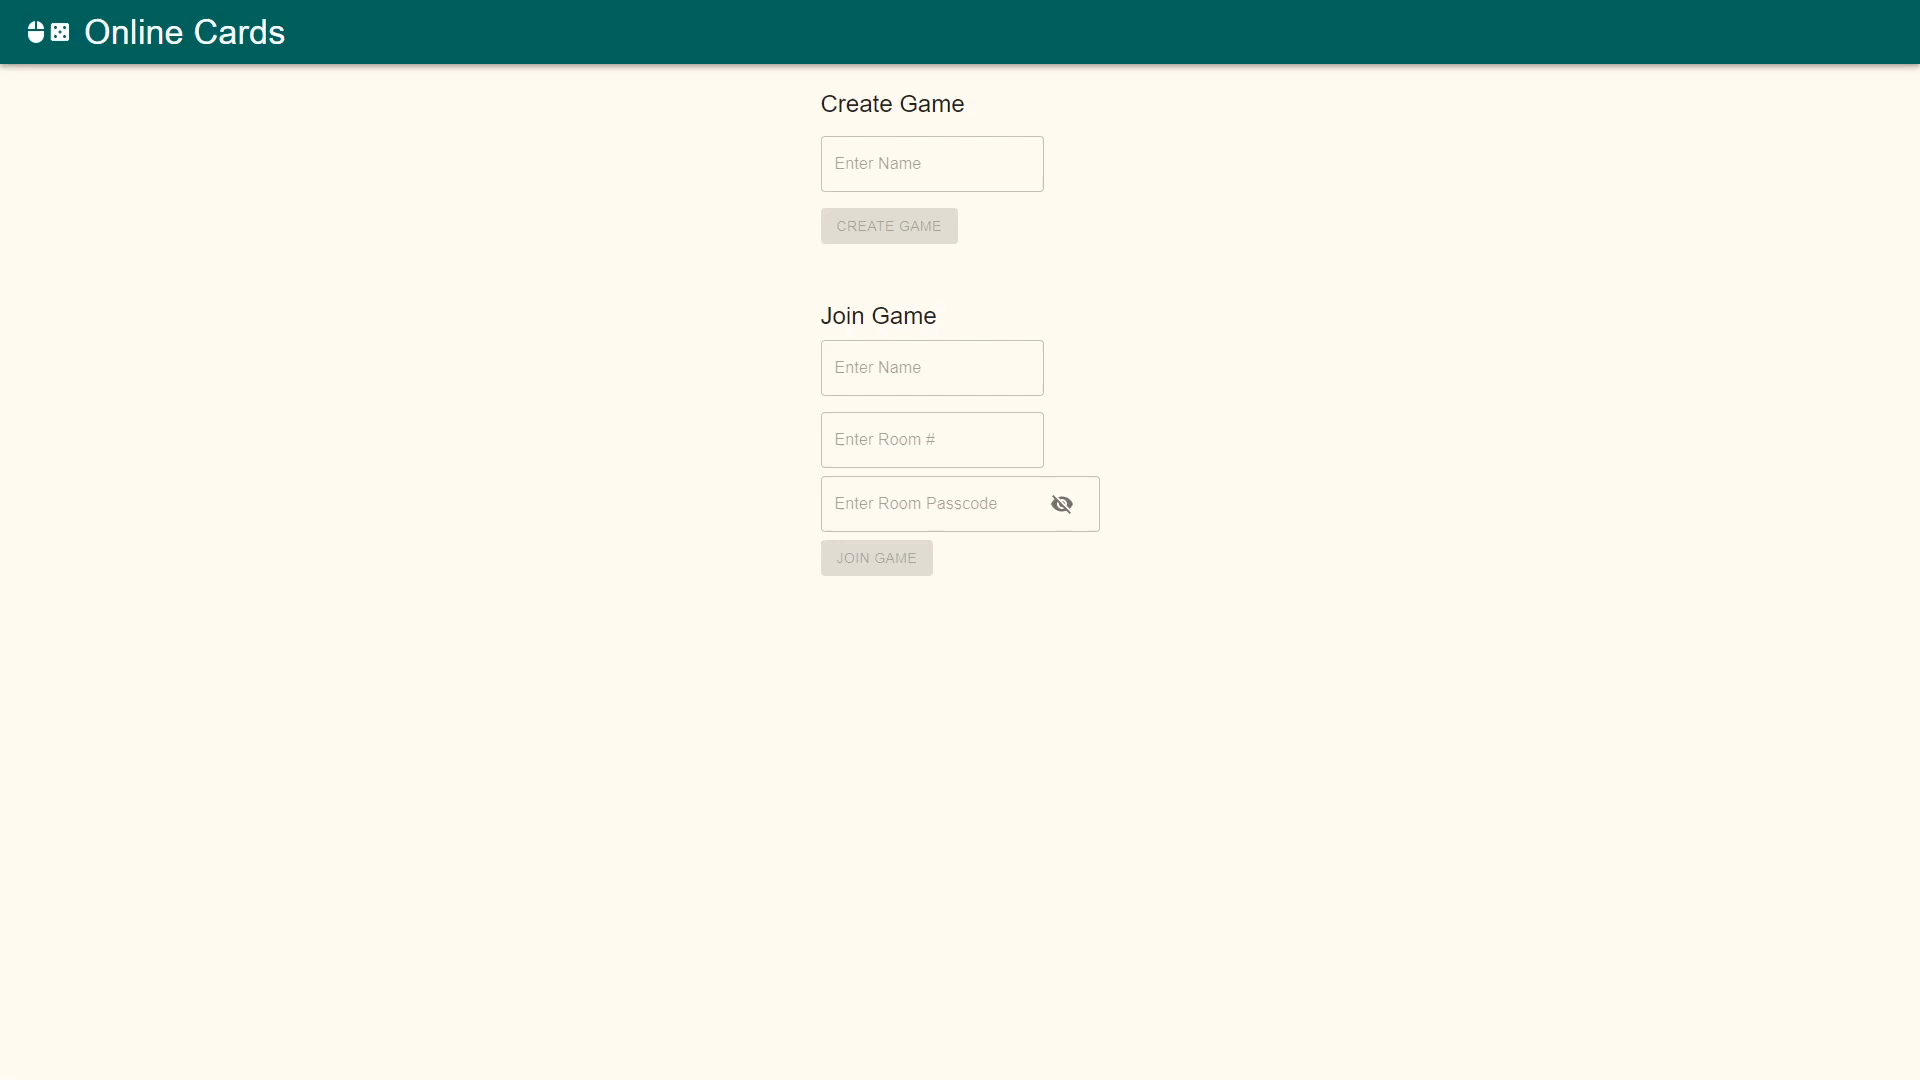 Online Cards
Create Game
Enter Name
CREATE GAME
Join Game
Enter Name
Enter Room #
Enter Room Passcode
JOIN GAME